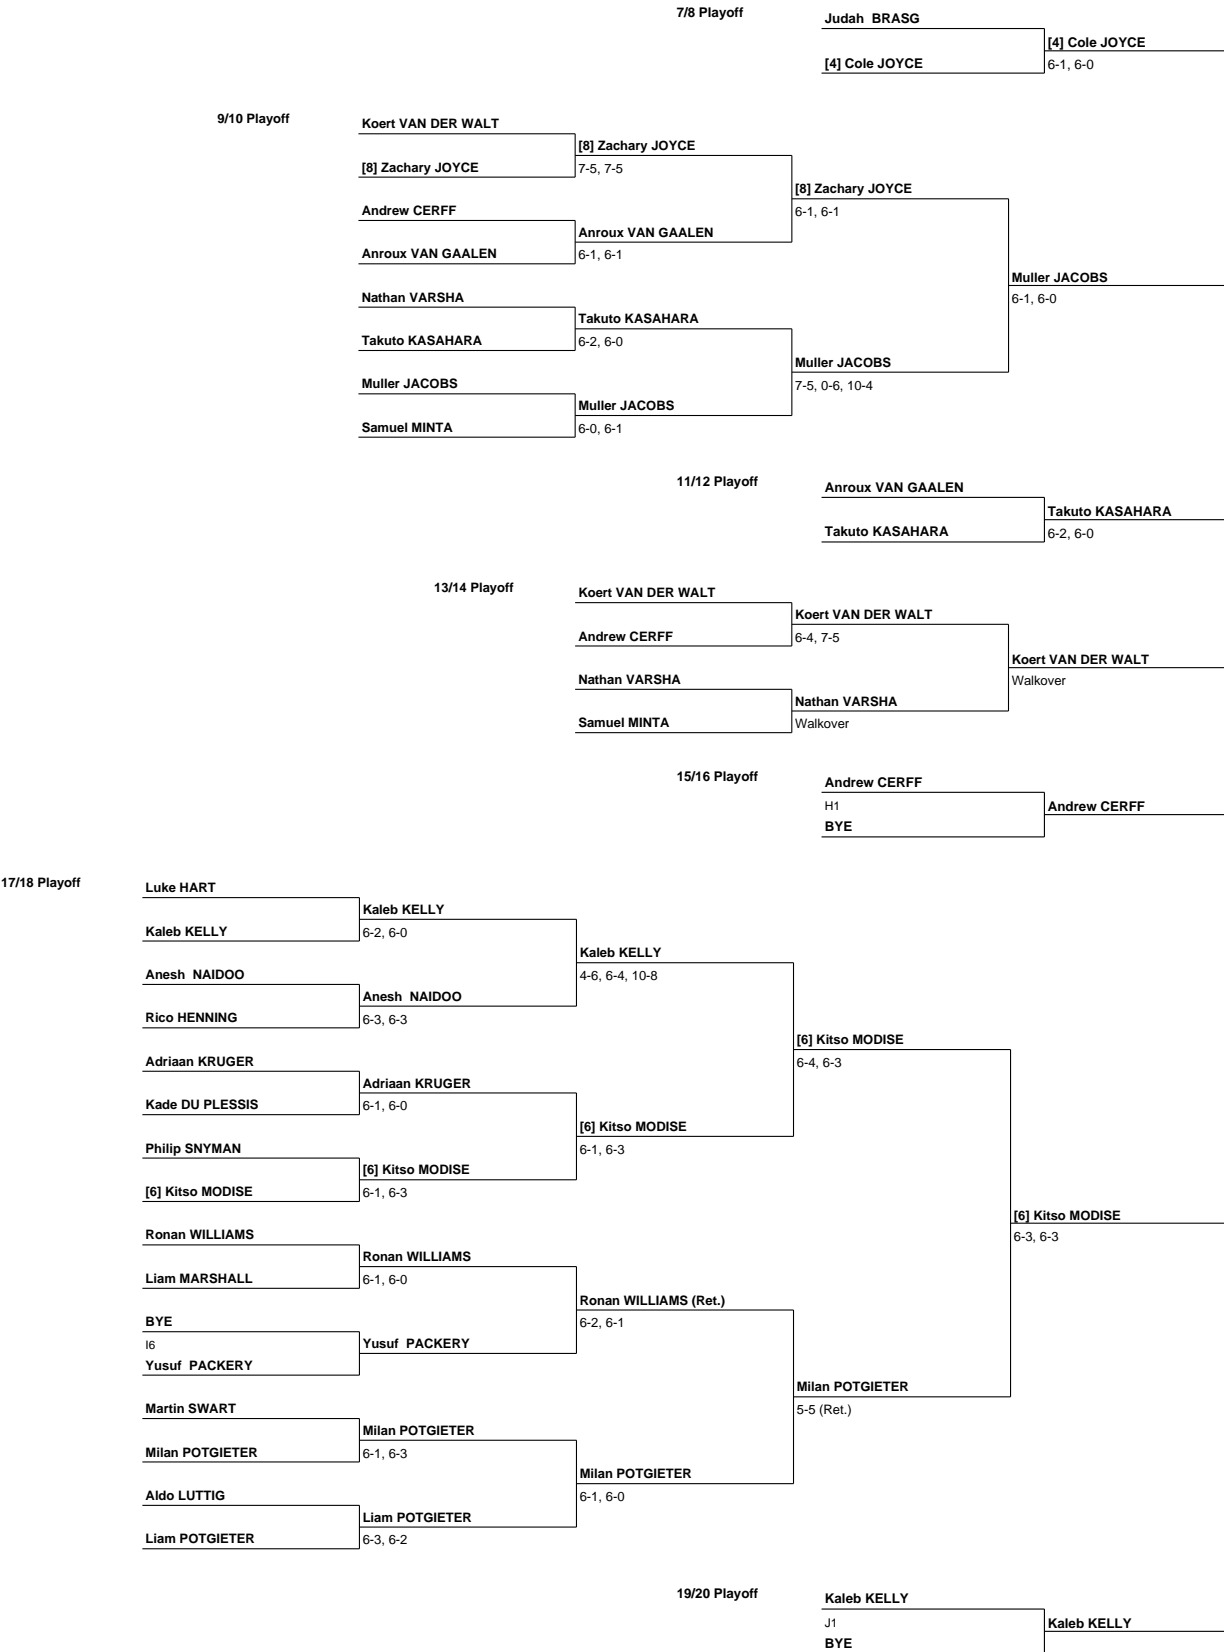 7/8 Playoff
Judah BRASG
[4] Cole JOYCE
[4] Cole JOYCE
6-1, 6-0
9/10 Playoff
Koert VAN DER WALT
[8] Zachary JOYCE
[8] Zachary JOYCE
7-5, 7-5
[8] Zachary JOYCE
Andrew CERFF
6-1, 6-1
Anroux VAN GAALEN
Anroux VAN GAALEN
6-1, 6-1
Muller JACOBS
Nathan VARSHA
6-1, 6-0
Takuto KASAHARA
Takuto KASAHARA
6-2, 6-0
Muller JACOBS
Muller JACOBS
7-5, 0-6, 10-4
Muller JACOBS
Samuel MINTA
6-0, 6-1
11/12 Playoff
Anroux VAN GAALEN
Takuto KASAHARA
Takuto KASAHARA
6-2, 6-0
13/14 Playoff
Koert VAN DER WALT
Koert VAN DER WALT
Andrew CERFF
6-4, 7-5
Koert VAN DER WALT
Nathan VARSHA
Walkover
Nathan VARSHA
Samuel MINTA
Walkover
15/16 Playoff
Andrew CERFF
H1
Andrew CERFF
BYE
17/18 Playoff
Luke HART
Kaleb KELLY
Kaleb KELLY
6-2, 6-0
Kaleb KELLY
Anesh NAIDOO
4-6, 6-4, 10-8
Anesh NAIDOO
Rico HENNING
6-3, 6-3
[6] Kitso MODISE
Adriaan KRUGER
6-4, 6-3
Adriaan KRUGER
Kade DU PLESSIS
6-1, 6-0
[6] Kitso MODISE
Philip SNYMAN
6-1, 6-3
[6] Kitso MODISE
[6] Kitso MODISE
6-1, 6-3
[6] Kitso MODISE
Ronan WILLIAMS
6-3, 6-3
Ronan WILLIAMS
Liam MARSHALL
6-1, 6-0
Ronan WILLIAMS (Ret.)
BYE
6-2, 6-1
I6
Yusuf PACKERY
Yusuf PACKERY
Milan POTGIETER
Martin SWART
5-5 (Ret.)
Milan POTGIETER
Milan POTGIETER
6-1, 6-3
Milan POTGIETER
Aldo LUTTIG
6-1, 6-0
Liam POTGIETER
Liam POTGIETER
6-3, 6-2
19/20 Playoff
Kaleb KELLY
J1
Kaleb KELLY
BYE